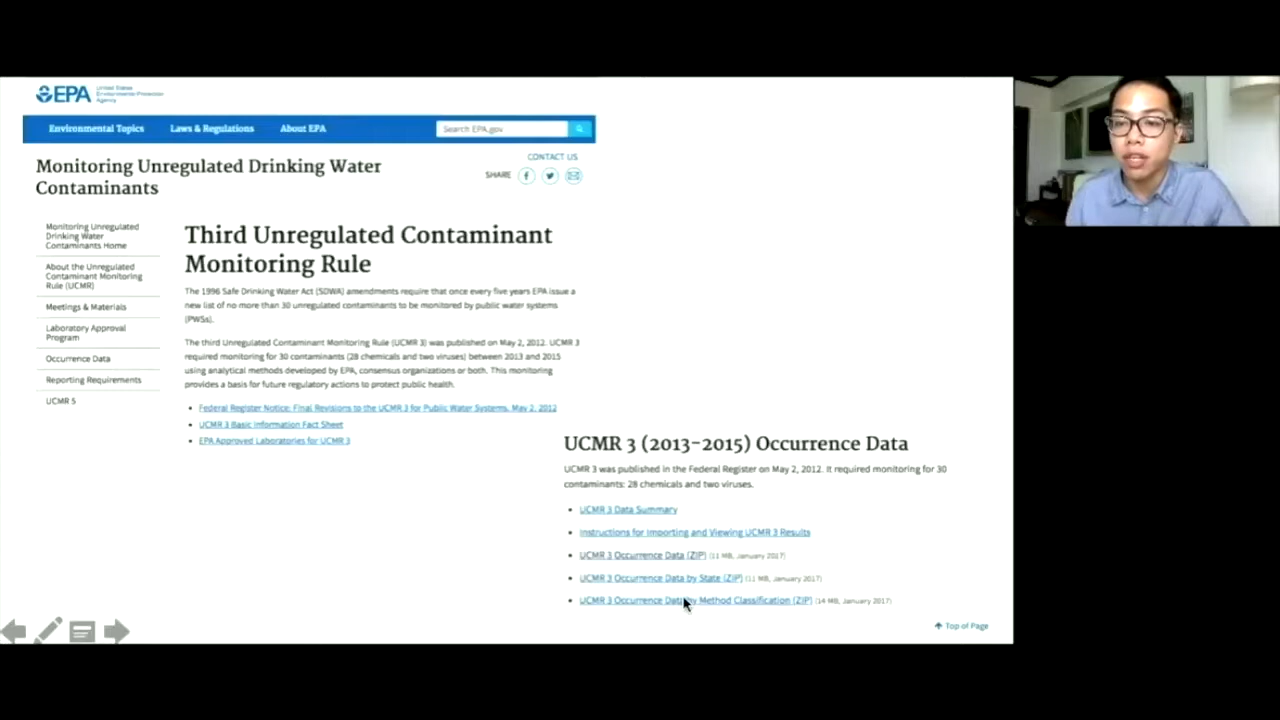 EPA United States
Environmental Protection
Agency
Environmental Topics Laws & Regulations About EPA Search EPA.gov
CONTACT US
Monitoring Unregulated Drinking Water
Contaminants
SHARE
Monitoring Unregulated
Drinking Water
Contaminants Home
About the Unregulated
Contaminant Monitoring
Rule (UCMR)
Meetings & Materials
Laboratory Approval
Program
Occurrence Data
Reporting Requirements
UCMR 5
Third Unregulated Contaminant
Monitoring Rule
The 1996 Safe Drinking Water Act (SDWA) amendments require that once every five years EPA issue a
new list of no more than 30 unregulated contaminants to be monitored by public water systems
(PWSs).
The third Unregulated Contaminant Monitoring Rule (UCMR 3) was published on May 2, 2012. UCMR 3
required monitoring for 30 contaminants (28 chemicals and two viruses) between 2013 and 2015
using analytical methods developed by EPA, consensus organizations or both. This monitoring
provides a basis for future regulatory actions to protect public health.
• Federal Register Notice: Final Revisions to the UCMR 3 for Public Water Systems, May 2, 2012
• UCMR 3 Basic Information Fact Sheet
• EPA Approved Laboratories for UCMR 3
UCMR 3 (2013-2015) Occurrence Data
UCMR 3 was published in the Federal Register on May 2, 2012. It required monitoring for 30
contaminants: 28 chemicals and two viruses.
• UCMR 3 Data Summary
• Instructions for Importing and Viewing UCMR 3 Results
• UCMR 3 Occurrence Data (ZIP) (11 MB, January 2017)
• UCMR 3 Occurrence Data by State (ZIP) (11 MB, January 2017)
• UCMR 3 Occurrence Data by Method Classification (ZIP) (14 MB, January 2017)
Top of Page